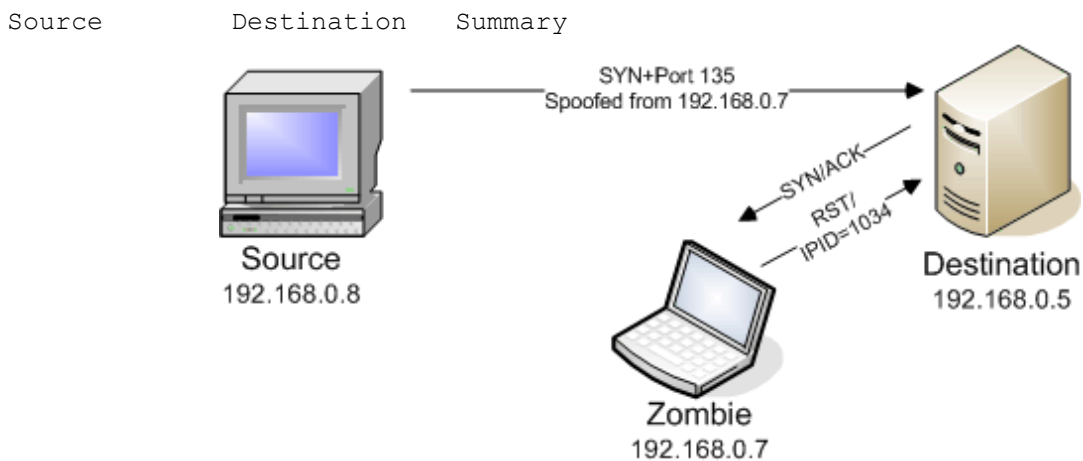 Source Destination Summary
SYN+Port 135
Spoofed from 192.168.0.7
SYN/ACK
RST/
IPID=1034
Source
192.168.0.8
Destination
192.168.0.5
Zombie
192.168.0.7